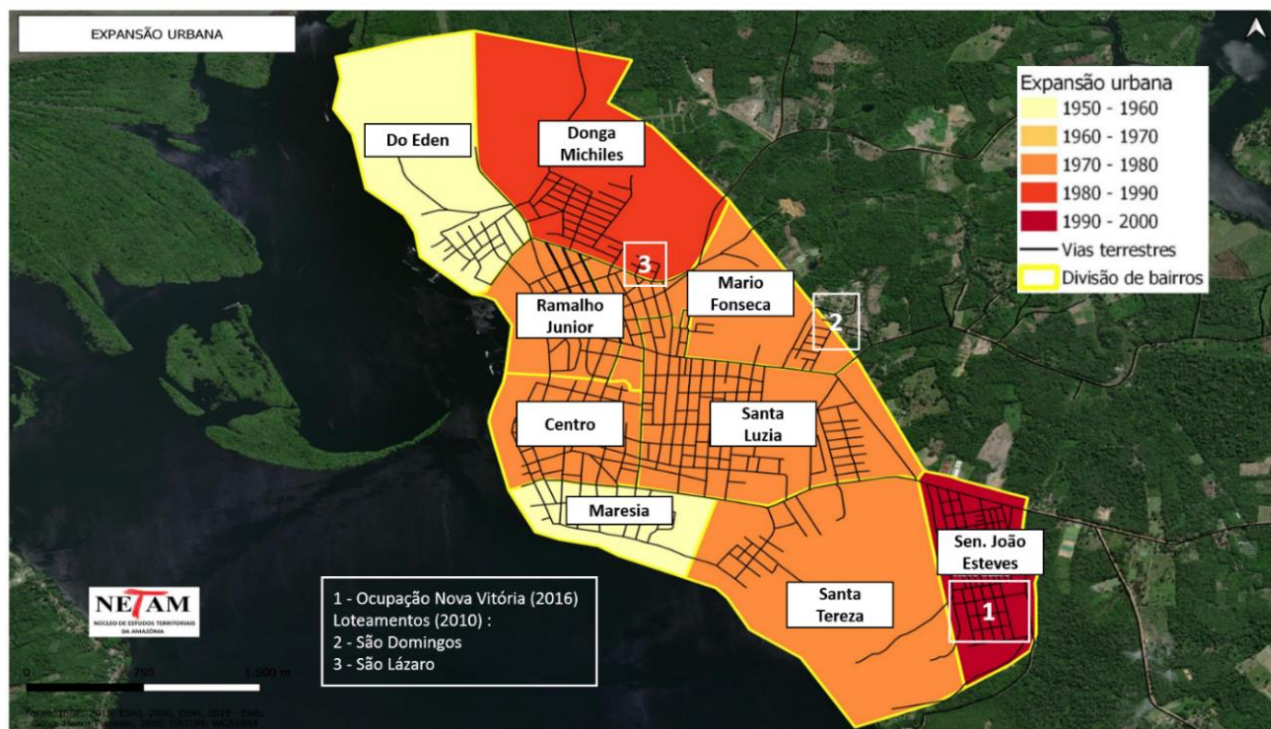 EXPANSÃO URBANA
Expansão urbana
1950 - 1960
1960 - 1970
1970 - 1980
1980 - 1990
1990 - 2000
Vias terrestres
Divisão de bairros
Do Eden
Donga
Michiles
3
Mario
Fonseca
2
Ramalho
Junior
Centro
Santa
Luzia
Maresia
Sen. João
Esteves
Santa
Tereza
1
NETAM
NÚCLEO DE ESTUDOS TERRITORIAIS
DA AMAZÔNIA
1 - Ocupação Nova Vitória (2016)
Loteamentos (2010) :
2 - São Domingos
3 - São Lázaro
0 750 1.500 m